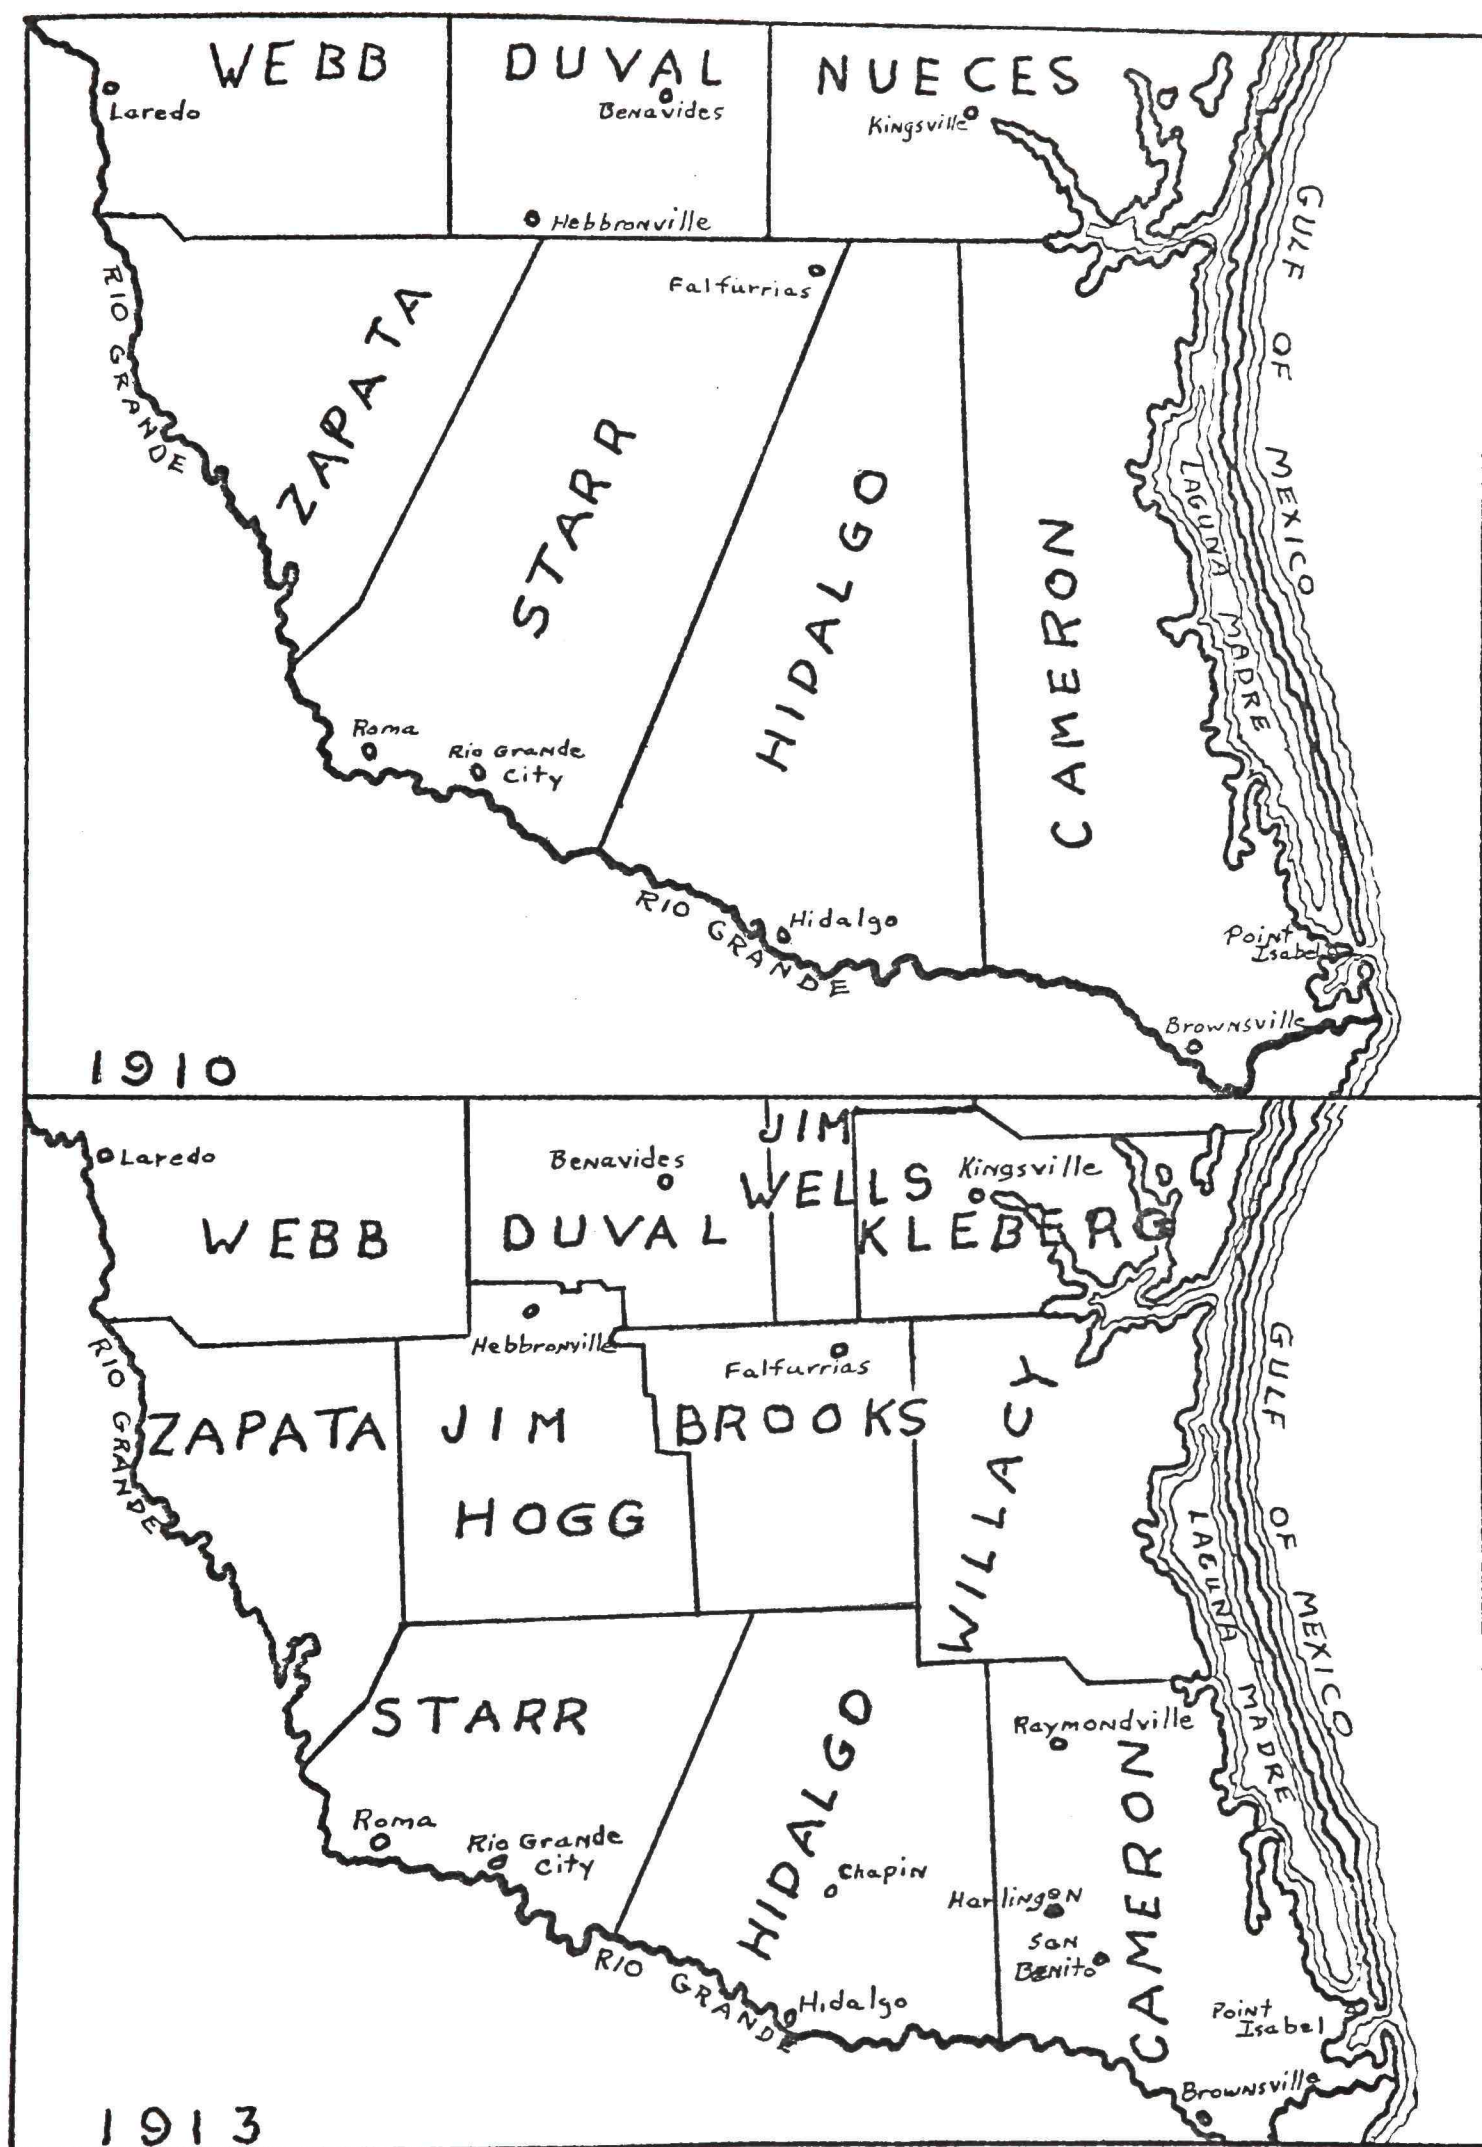 WEBB
DUVAL
NUECES
Laredo
Benavides
Kingsville
Hebbronville
Falfurrias
GULF OF MEXICO
RIO GRANDE
ZAPATA
STARR
HIDALGO
CAMERON
LAGUNA MADRE
Roma
Rio Grande
City
RIO GRANDE
Hidalgo
Point
Isabel
Brownsville
1910
JIM
WELLS
Laredo
Benavides
Kingsville
WEBB
DUVAL
KLEBERG
Hebbronville
Falfurrias
GULF OF MEXICO
RIO GRANDE
ZAPATA
JIM
HOGG
BROOKS
WILLACY
LAGUNA MADRE
STARR
HIDALGO
Raymondville
CAMERON
Roma
Rio Grande
City
Chapin
Harlingon
San
Benito
RIO GRANDE
Hidalgo
Point
Isabel
Brownsville
1913